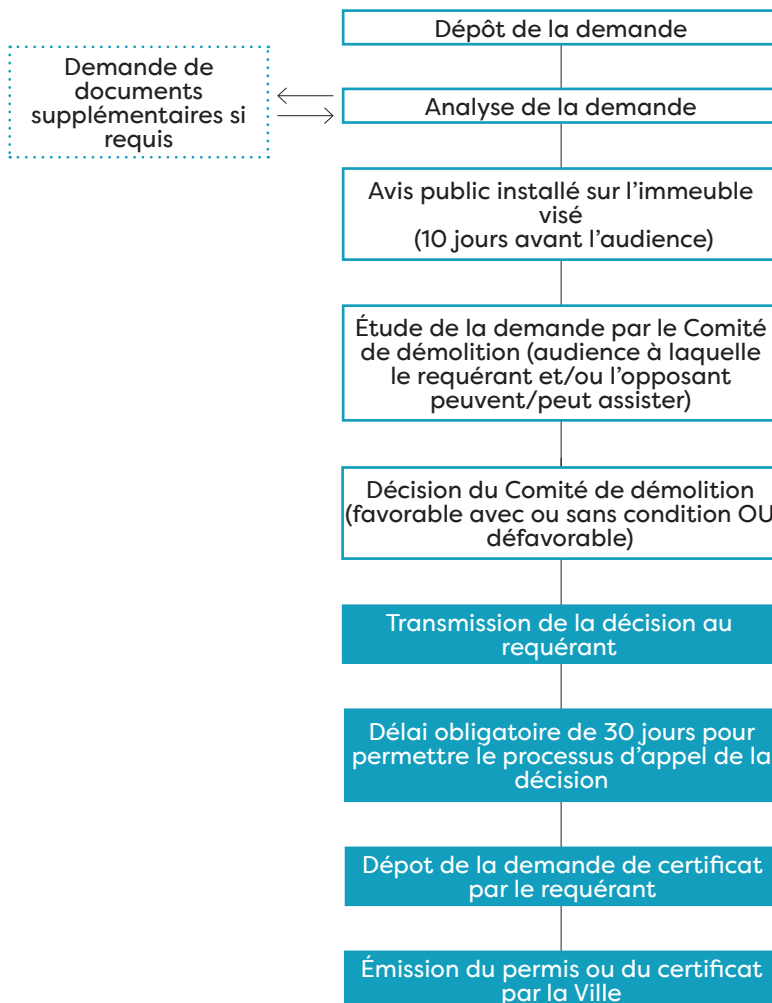 Dépôt de la demande
Demande de
documents
supplémentaires si
requis
Analyse de la demande
Avis public installé sur l'immeuble
visé
(10 jours avant l'audience)
Étude de la demande par le Comité
de démolition (audience à laquelle
le requérant et/ou l'opposant
peuvent/peut assister)
Décision du Comité de démolition
(favorable avec ou sans condition OU
défavorable)
Transmission de la décision au
requérant
Délai obligatoire de 30 jours pour
permettre le processus d'appel de la
décision
Dépot de la demande de certificat
par le requérant
Émission du permis ou du certificat
par la Ville